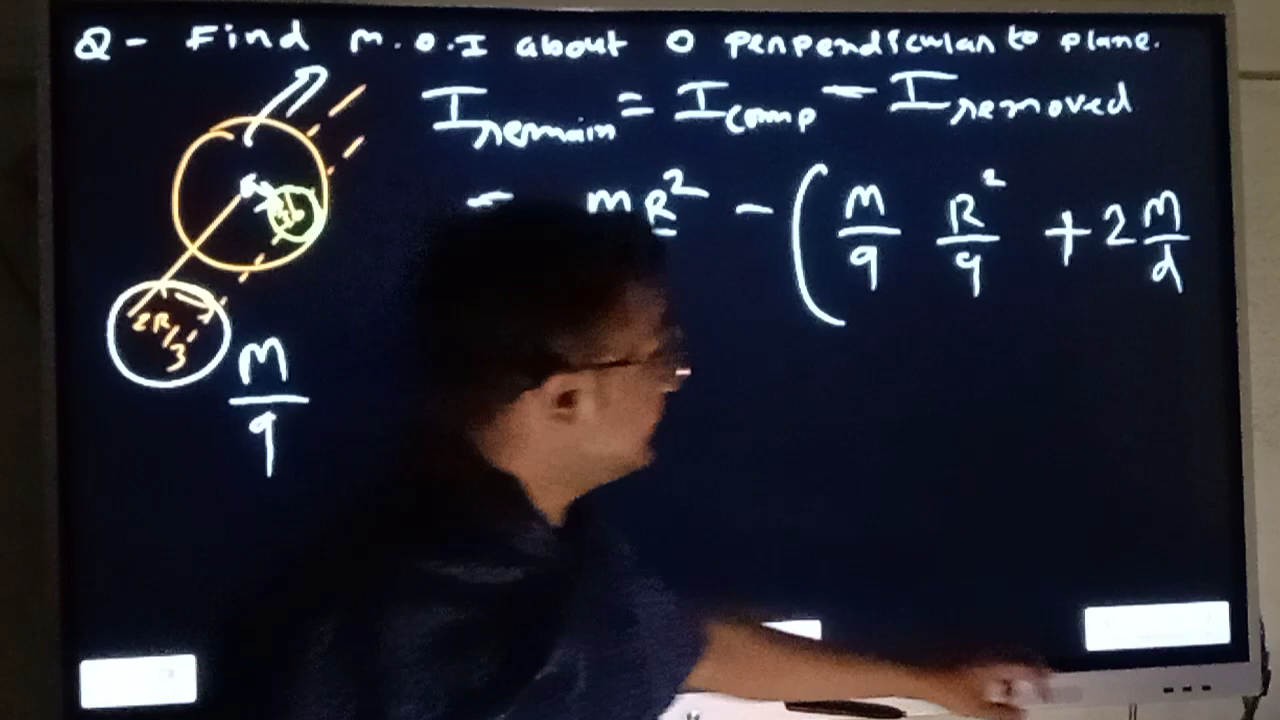 Q - Find M.O.I about O perpendicular to plane.
I remain = I comp - I removed
= mR² - ( M/9 R²/9 + 2 M/d
2R/3
M/9